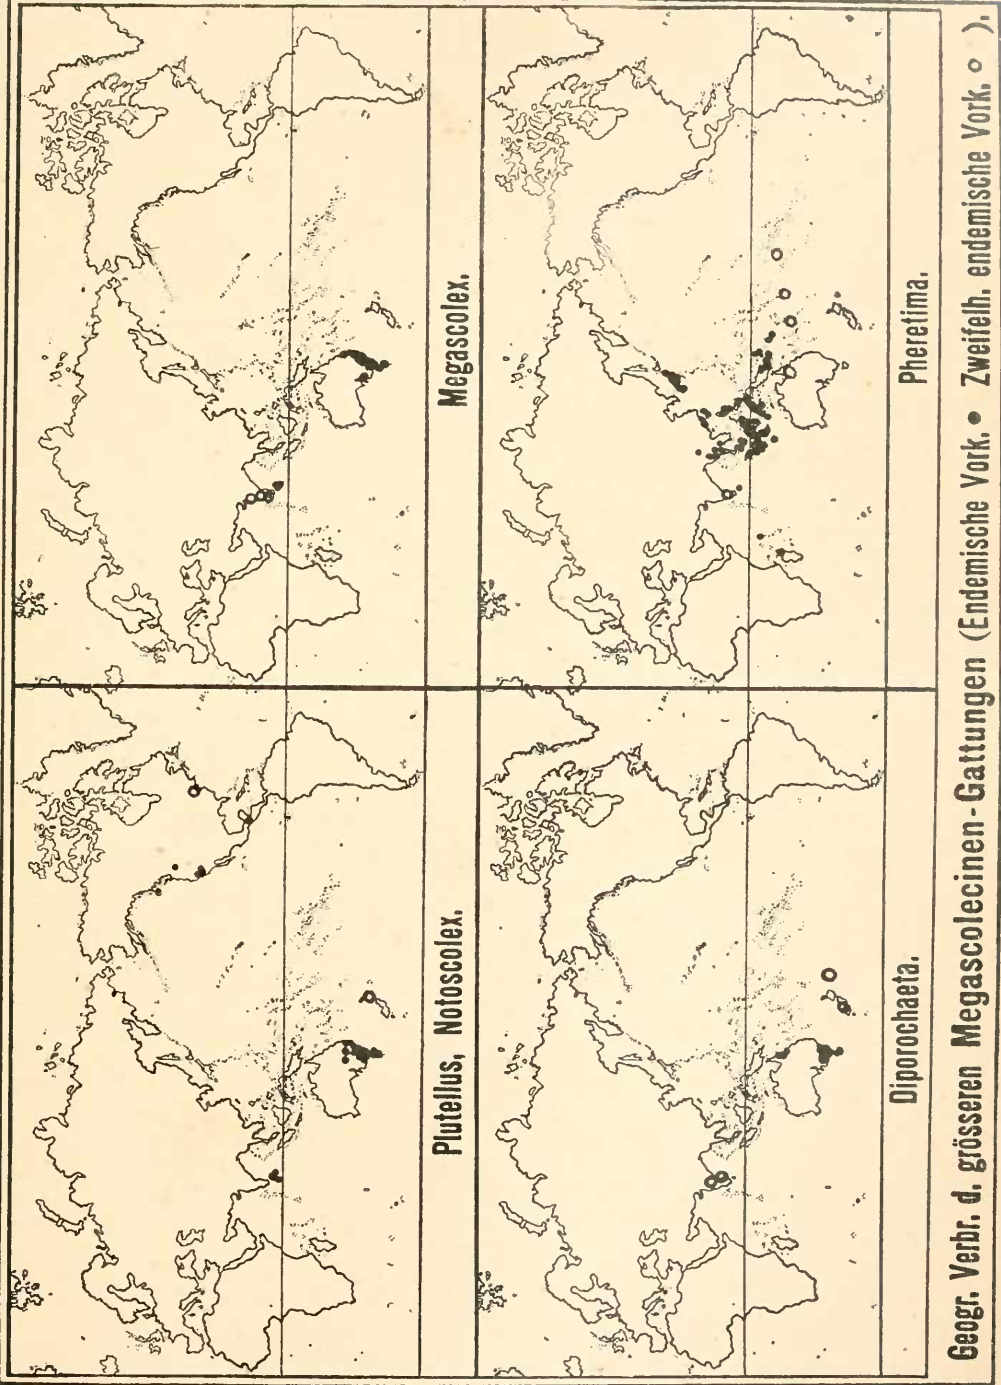 Plutellus, Notoscolex.
Megascolex.
Diporochaeta.
Pheretima.
Geogr. Verbr. d. grösseren Megascolecinen-Gattungen (Endemische Vork. ● Zweifelh. endemische Vork. ○ ).